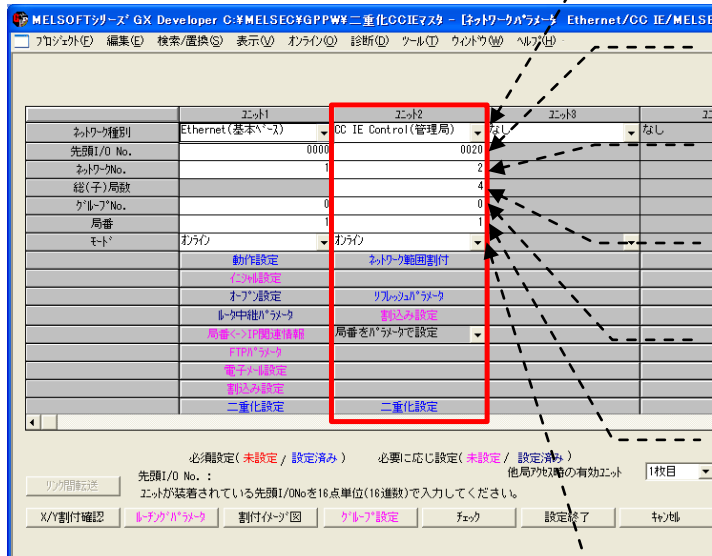 MELSOFTｼﾘｰｽﾞ GX Developer C:¥MELSEC¥GPPW¥二重化CCIEﾏｽﾀ - [ﾈｯﾄﾜｰｸﾊﾟﾗﾒｰﾀ Ethernet/CC IE/MELSE
ﾌﾟﾛｼﾞｪｸﾄ(F) 編集(E) 検索/置換(S) 表示(V) ｵﾝﾗｲﾝ(O) 診断(D) ﾂｰﾙ(T) ｳｨﾝﾄﾞｳ(W) ﾍﾙﾌﾟ(H)
ﾕﾆｯﾄ1 ﾕﾆｯﾄ2 ﾕﾆｯﾄ3
ﾈｯﾄﾜｰｸ種別 Ethernet(基本ﾍﾞｰｽ) CC IE Control(管理局) なし なし
先頭I/O No. 0000 0020
ﾈｯﾄﾜｰｸNo. 1 2
総(子)局数 4
ｸﾞﾙｰﾌﾟNo. 0 0
局番 1 1
ﾓｰﾄﾞ ｵﾝﾗｲﾝ ｵﾝﾗｲﾝ
動作設定 ﾈｯﾄﾜｰｸ範囲割付
ｲﾆｼｬﾙ設定
ｵｰﾌﾟﾝ設定 ﾘﾌﾚｯｼｭﾊﾟﾗﾒｰﾀ
ﾙｰﾀ中継ﾊﾟﾗﾒｰﾀ 割込み設定
局番<->IP関連情報 局番をﾊﾟﾗﾒｰﾀで設定
FTPﾊﾟﾗﾒｰﾀ
電子ﾒｰﾙ設定
割込み設定
二重化設定 二重化設定
必須設定( 未設定 / 設定済み ) 必要に応じ設定( 未設定 / 設定済み )
先頭I/O No. : 他局ｱｸｾｽ時の有効ﾕﾆｯﾄ 1枚目
ﾘﾝｸ間転送 ﾕﾆｯﾄが装着されている先頭I/ONoを16点単位(16進数)で入力してください。
X/Y割付確認 ﾙｰﾁﾝｸﾞﾊﾟﾗﾒｰﾀ 割付ｲﾒｰｼﾞ図 ｸﾞﾙｰﾌﾟ設定 ﾁｪｯｸ 設定終了 ｷｬﾝｾﾙ